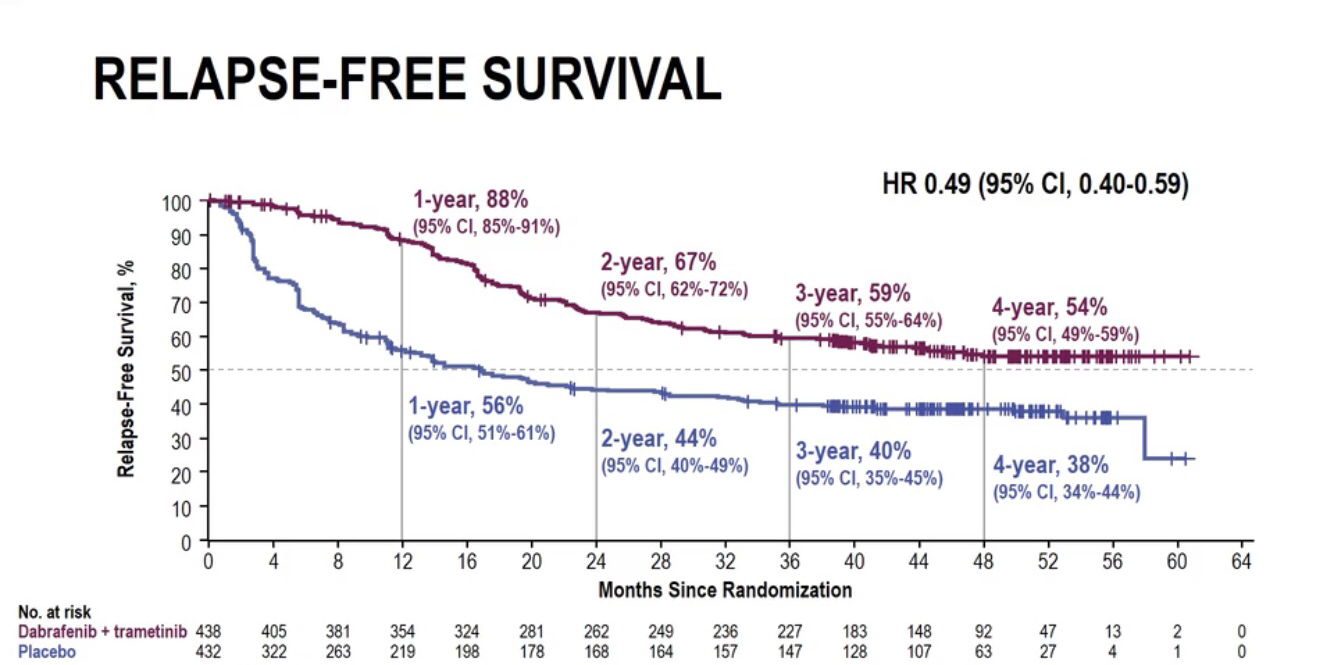 RELAPSE-FREE SURVIVAL
HR 0.49 (95% CI, 0.40-0.59)
Relapse-Free Survival, %
100
90
80
70
60
50
40
30
20
10
0
1-year, 88%
(95% CI, 85%-91%)
2-year, 67%
(95% CI, 62%-72%)
3-year, 59%
(95% CI, 55%-64%)
4-year, 54%
(95% CI, 49%-59%)
1-year, 56%
(95% CI, 51%-61%)
2-year, 44%
(95% CI, 40%-49%)
3-year, 40%
(95% CI, 35%-45%)
4-year, 38%
(95% CI, 34%-44%)
0 4 8 12 16 20 24 28 32 36 40 44 48 52 56 60 64
Months Since Randomization
No. at risk
Dabrafenib + trametinib 438 405 381 354 324 281 262 249 236 227 183 148 92 47 13 2 0
Placebo 432 322 263 219 198 178 168 164 157 147 128 107 63 27 4 1 0